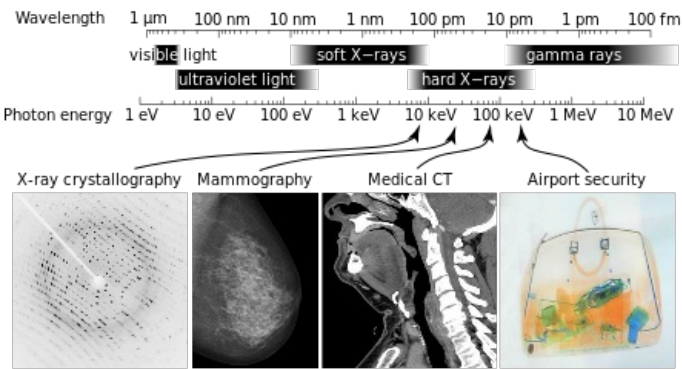 Wavelength 1 μm 100 nm 10 nm 1 nm 100 pm 10 pm 1 pm 100 fm
visible light soft X−rays gamma rays
ultraviolet light hard X−rays
Photon energy 1 eV 10 eV 100 eV 1 keV 10 keV 100 keV 1 MeV 10 MeV
X-ray crystallography Mammography Medical CT Airport security